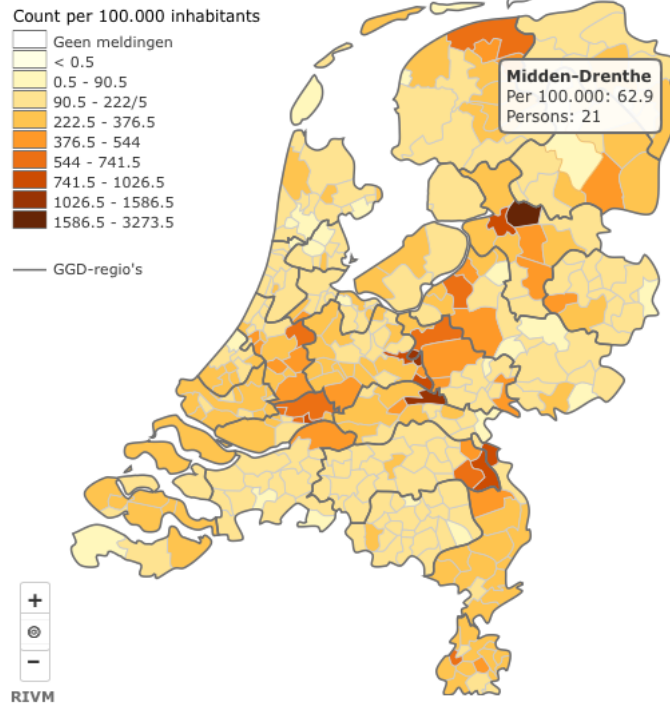 Count per 100.000 inhabitants
Geen meldingen
< 0.5
0.5 - 90.5
90.5 - 222/5
222.5 - 376.5
376.5 - 544
544 - 741.5
741.5 - 1026.5
1026.5 - 1586.5
1586.5 - 3273.5
GGD-regio's
Midden-Drenthe
Per 100.000: 62.9
Persons: 21
+
−
RIVM